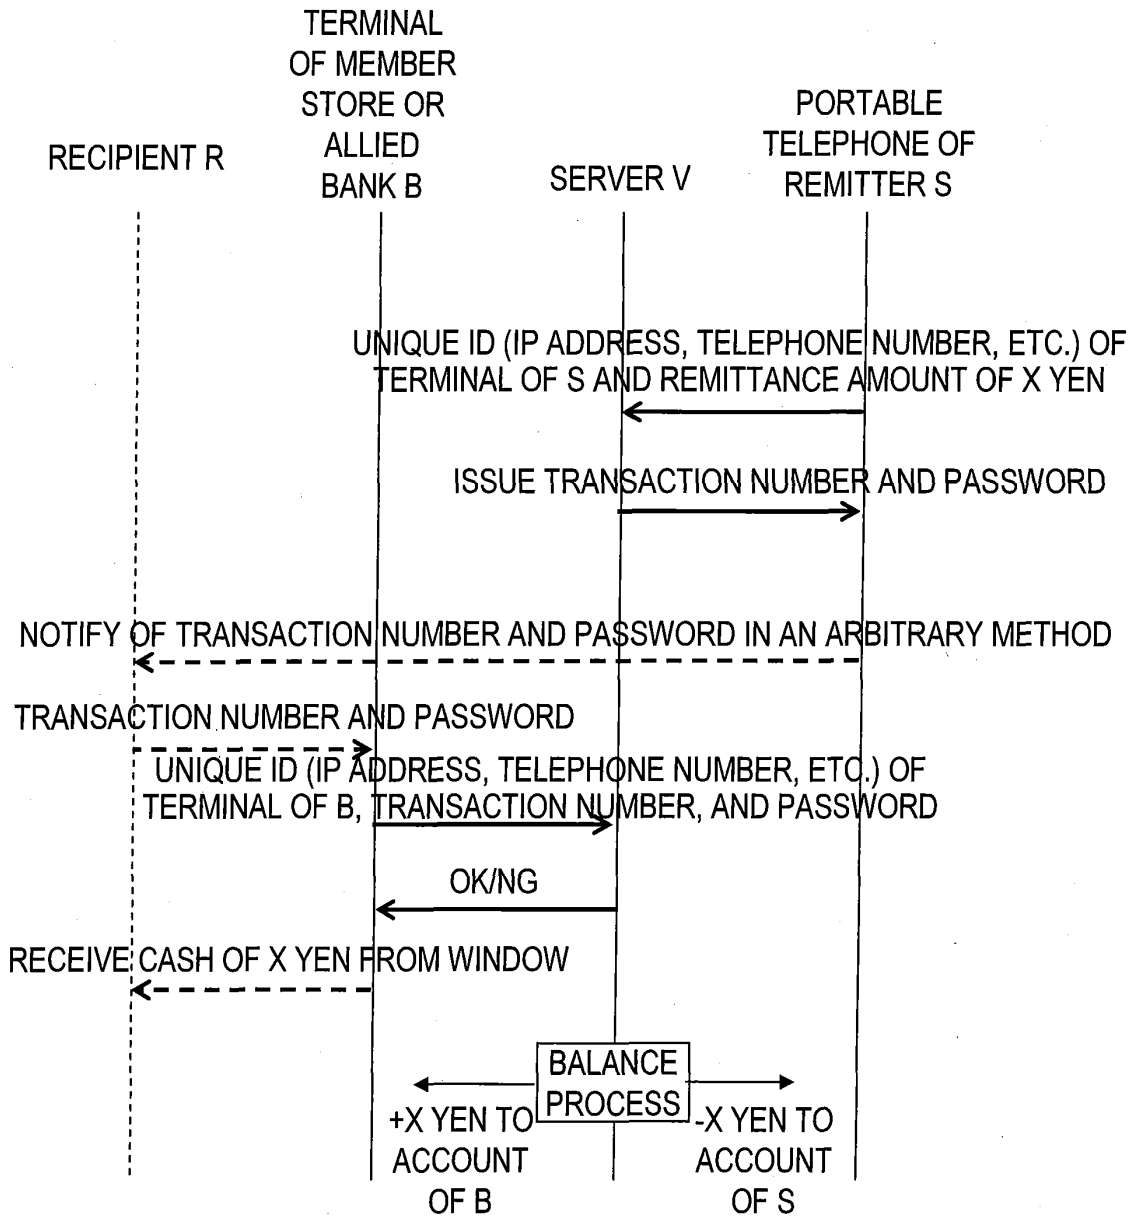 TERMINAL
OF MEMBER
STORE OR
ALLIED
BANK B
RECIPIENT R
SERVER V
PORTABLE
TELEPHONE OF
REMITTER S
UNIQUE ID (IP ADDRESS, TELEPHONE NUMBER, ETC.) OF
TERMINAL OF S AND REMITTANCE AMOUNT OF X YEN
ISSUE TRANSACTION NUMBER AND PASSWORD
NOTIFY OF TRANSACTION NUMBER AND PASSWORD IN AN ARBITRARY METHOD
TRANSACTION NUMBER AND PASSWORD
UNIQUE ID (IP ADDRESS, TELEPHONE NUMBER, ETC.) OF
TERMINAL OF B, TRANSACTION NUMBER, AND PASSWORD
OK/NG
RECEIVE CASH OF X YEN FROM WINDOW
BALANCE
PROCESS
+X YEN TO
ACCOUNT
OF B
-X YEN TO
ACCOUNT
OF S